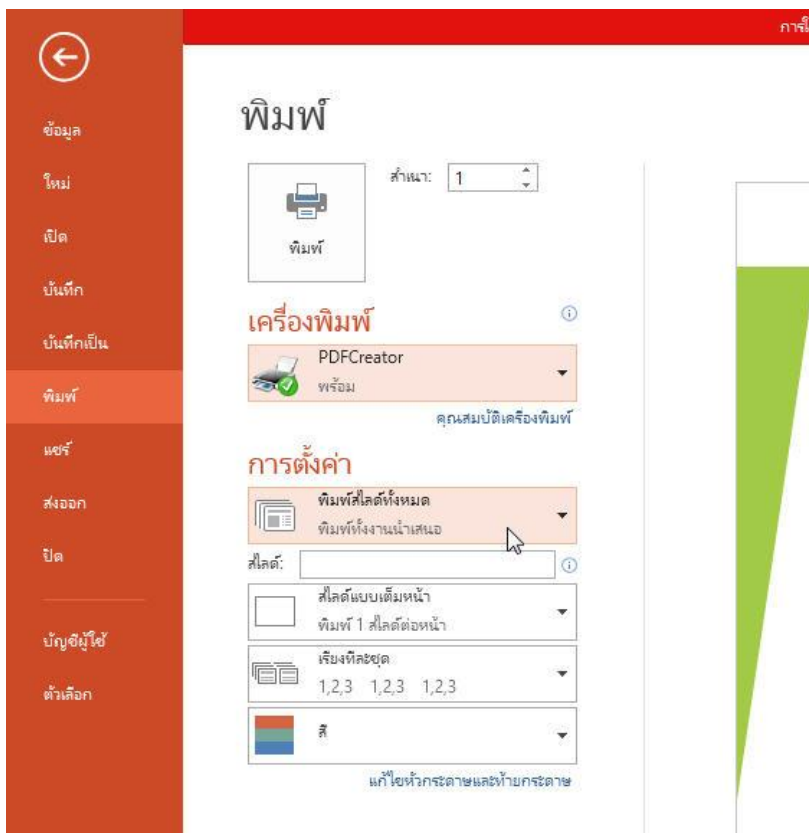 การใ
ข้อมูล
ใหม่
เปิด
บันทึก
บันทึกเป็น
พิมพ์
แชร์
ส่งออก
ปิด
บัญชีผู้ใช้
ตัวเลือก
พิมพ์
สำเนา: 1
พิมพ์
เครื่องพิมพ์
PDFCreator
พร้อม
คุณสมบัติเครื่องพิมพ์
การตั้งค่า
พิมพ์สไลด์ทั้งหมด
พิมพ์ทั้งงานนำเสนอ
สไลด์:
สไลด์แบบเต็มหน้า
พิมพ์ 1 สไลด์ต่อหน้า
เรียงทีละชุด
1,2,3 1,2,3 1,2,3
สี
แก้ไขหัวกระดาษและท้ายกระดาษ